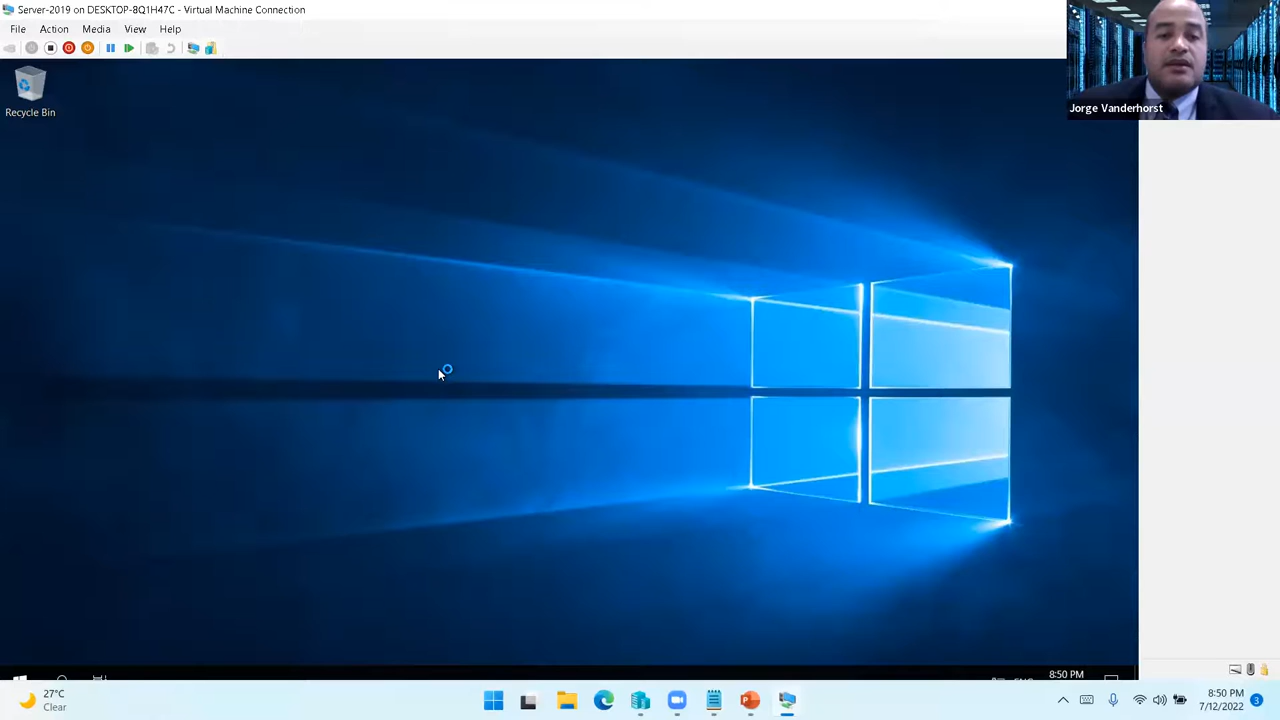 Server-2019 on DESKTOP-8Q1H47C - Virtual Machine Connection
File Action Media View Help
Recycle Bin
Jorge Vanderhorst
8:50 PM
27°C
Clear
8:50 PM
7/12/2022
3